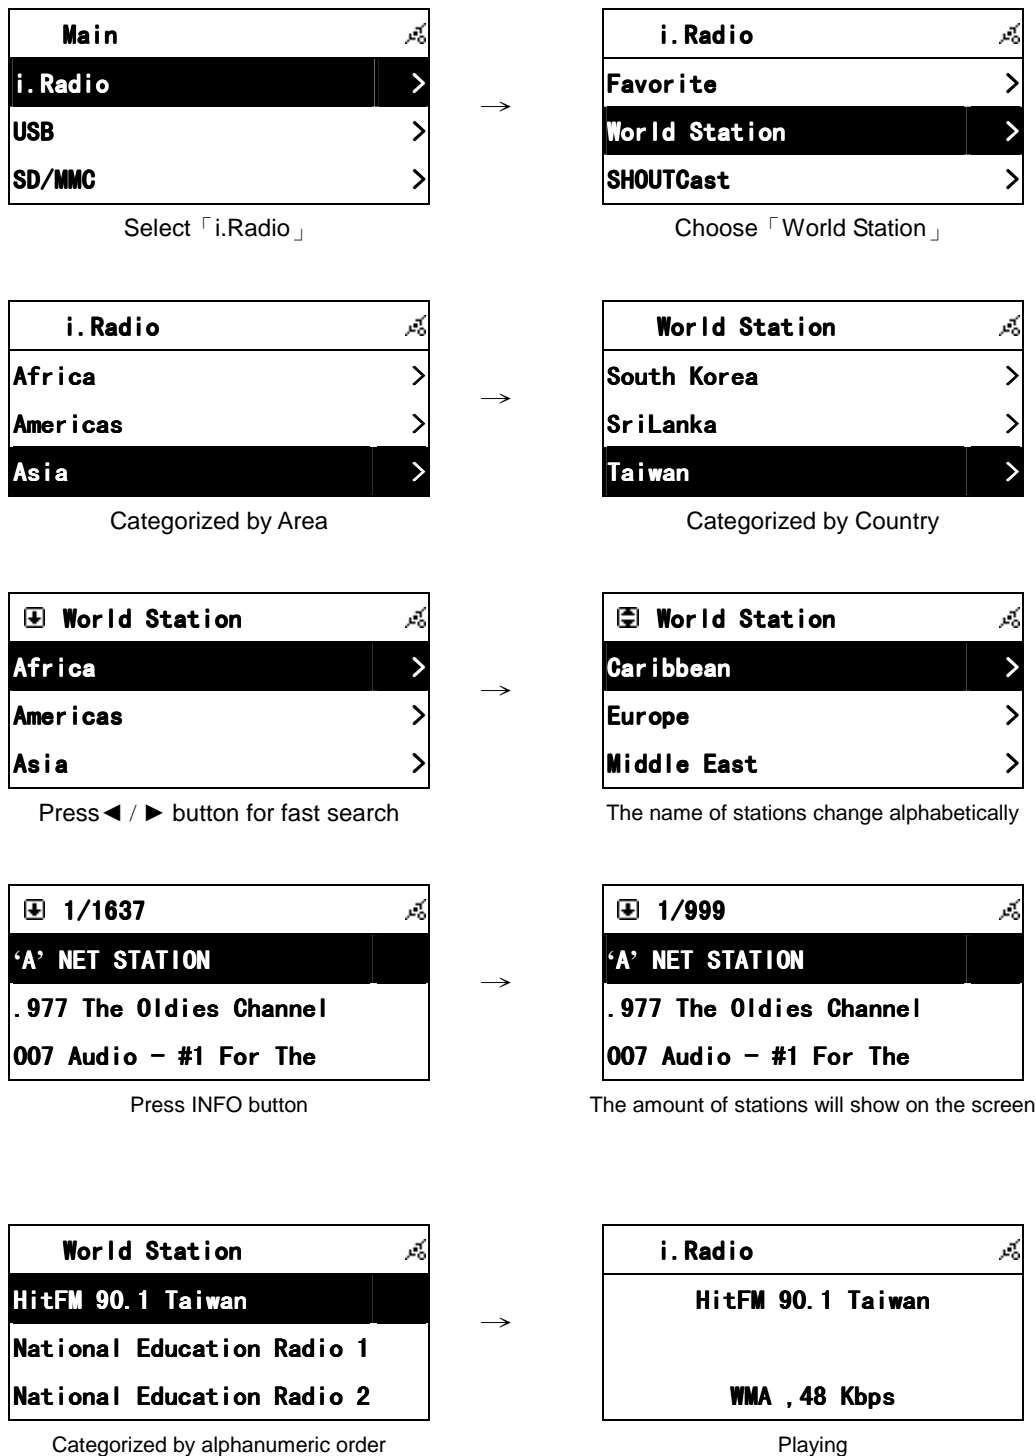 Main
i.Radio >
USB >
SD/MMC >
Select「i.Radio」
→
i.Radio
Favorite >
World Station >
SHOUTCast >
Choose「World Station」
i.Radio
Africa >
Americas >
Asia >
Categorized by Area
→
World Station
South Korea >
SriLanka >
Taiwan >
Categorized by Country
World Station
Africa >
Americas >
Asia >
Press◄ / ► button for fast search
→
World Station
Caribbean >
Europe >
Middle East >
The name of stations change alphabetically
1/1637
‘A’ NET STATION
.977 The Oldies Channel
007 Audio - #1 For The
Press INFO button
→
1/999
‘A’ NET STATION
.977 The Oldies Channel
007 Audio - #1 For The
The amount of stations will show on the screen
World Station
HitFM 90.1 Taiwan
National Education Radio 1
National Education Radio 2
Categorized by alphanumeric order
→
i.Radio
HitFM 90.1 Taiwan
WMA ,48 Kbps
Playing